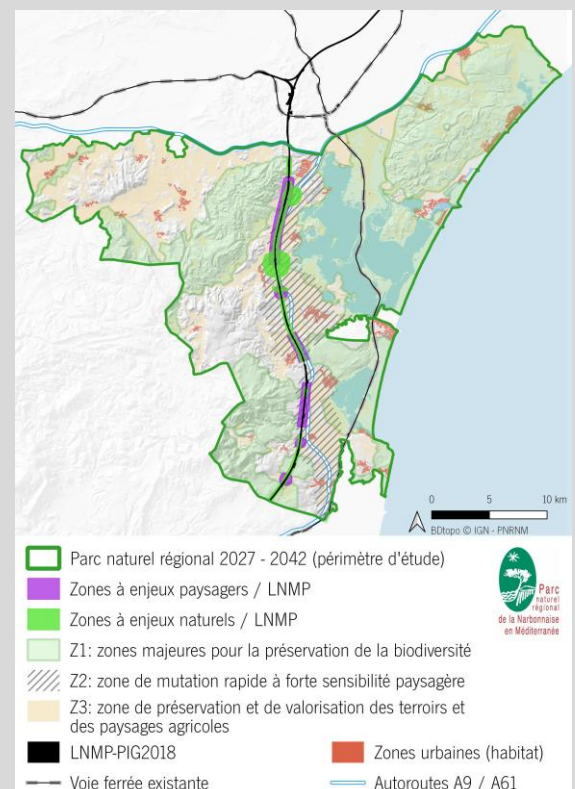 0 5 10 km
BDtopo © IGN - PNRNM
Parc naturel régional 2027 - 2042 (périmètre d'étude)
Zones à enjeux paysagers / LNMP
Zones à enjeux naturels / LNMP
Parc
naturel
régional
de la Narbonnaise
en Méditerranée
Z1: zones majeures pour la préservation de la biodiversité
Z2: zone de mutation rapide à forte sensibilité paysagère
Z3: zone de préservation et de valorisation des terroirs et
des paysages agricoles
LNMP-PIG2018
Zones urbaines (habitat)
Voie ferrée existante
Autoroutes A9 / A61